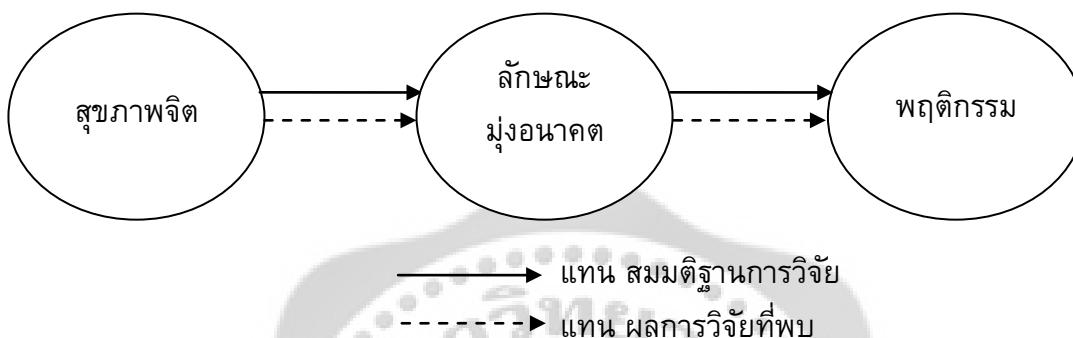 สุขภาพจิต
ลักษณะ
มุ่งอนาคต
พฤติกรรม
แทน สมมติฐานการวิจัย
แทน ผลการวิจัยที่พบ